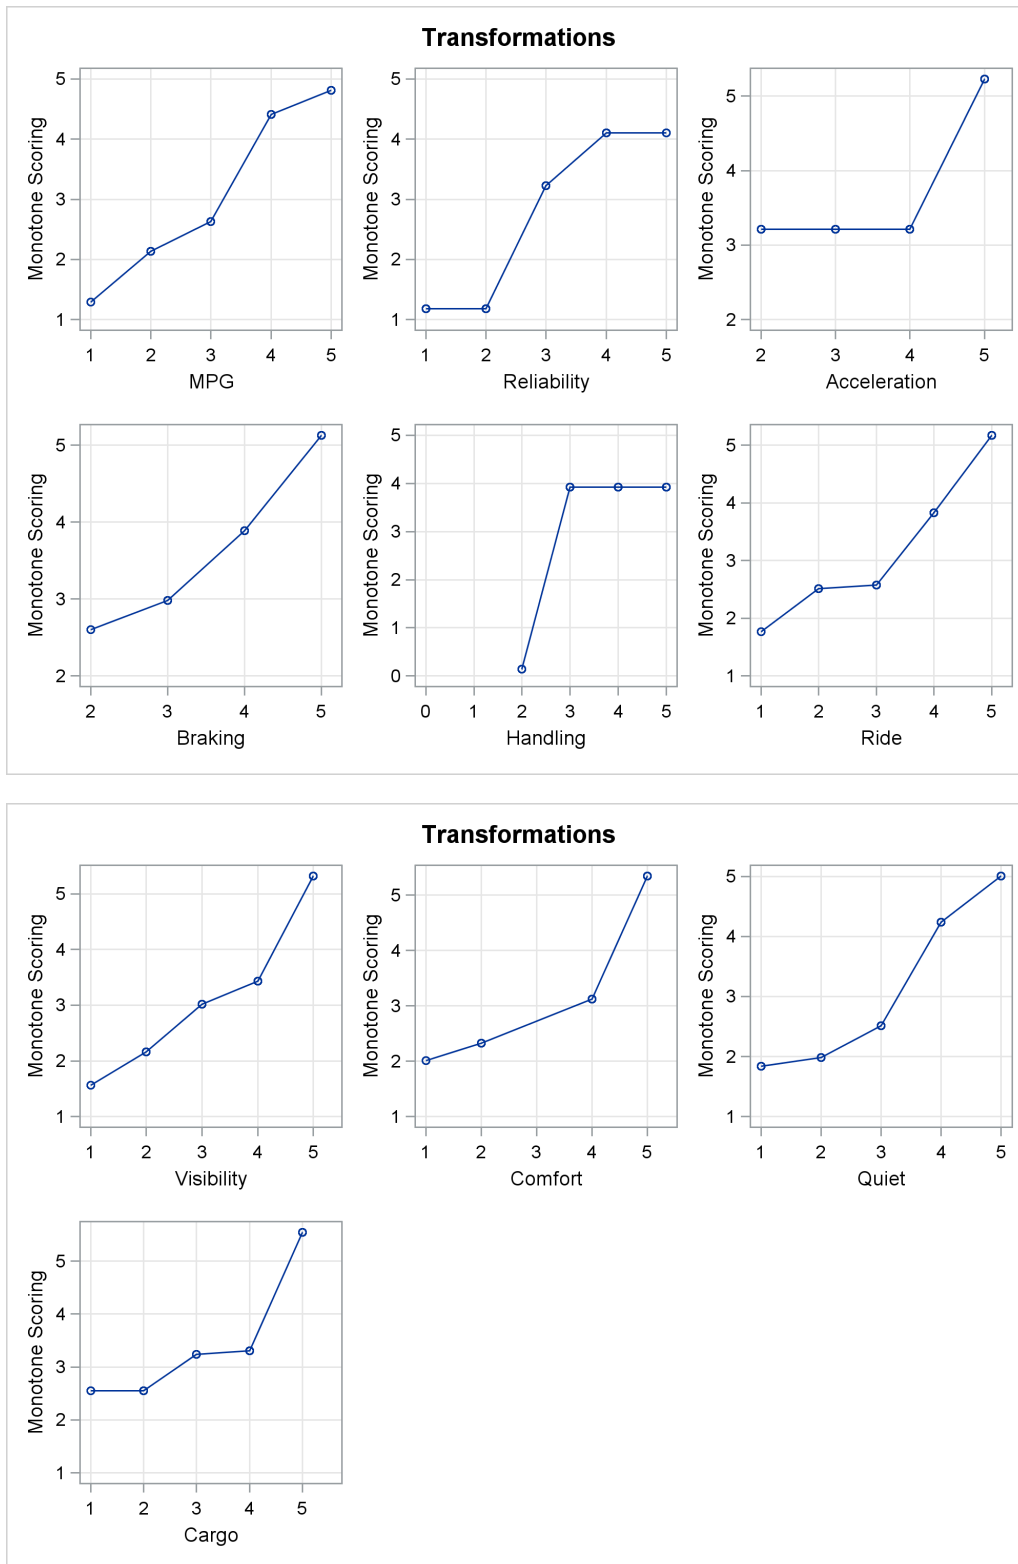 Transformations
Monotone Scoring
5
4
3
2
1
1 2 3 4 5
MPG
Monotone Scoring
5
4
3
2
1
1 2 3 4 5
Reliability
Monotone Scoring
5
4
3
2
2 3 4 5
Acceleration
Monotone Scoring
5
4
3
2
2 3 4 5
Braking
Monotone Scoring
5
4
3
2
1
0
0 1 2 3 4 5
Handling
Monotone Scoring
5
4
3
2
1
1 2 3 4 5
Ride
Transformations
Monotone Scoring
5
4
3
2
1
1 2 3 4 5
Visibility
Monotone Scoring
5
4
3
2
1
1 2 3 4 5
Comfort
Monotone Scoring
5
4
3
2
1
1 2 3 4 5
Quiet
Monotone Scoring
5
4
3
2
1
1 2 3 4 5
Cargo